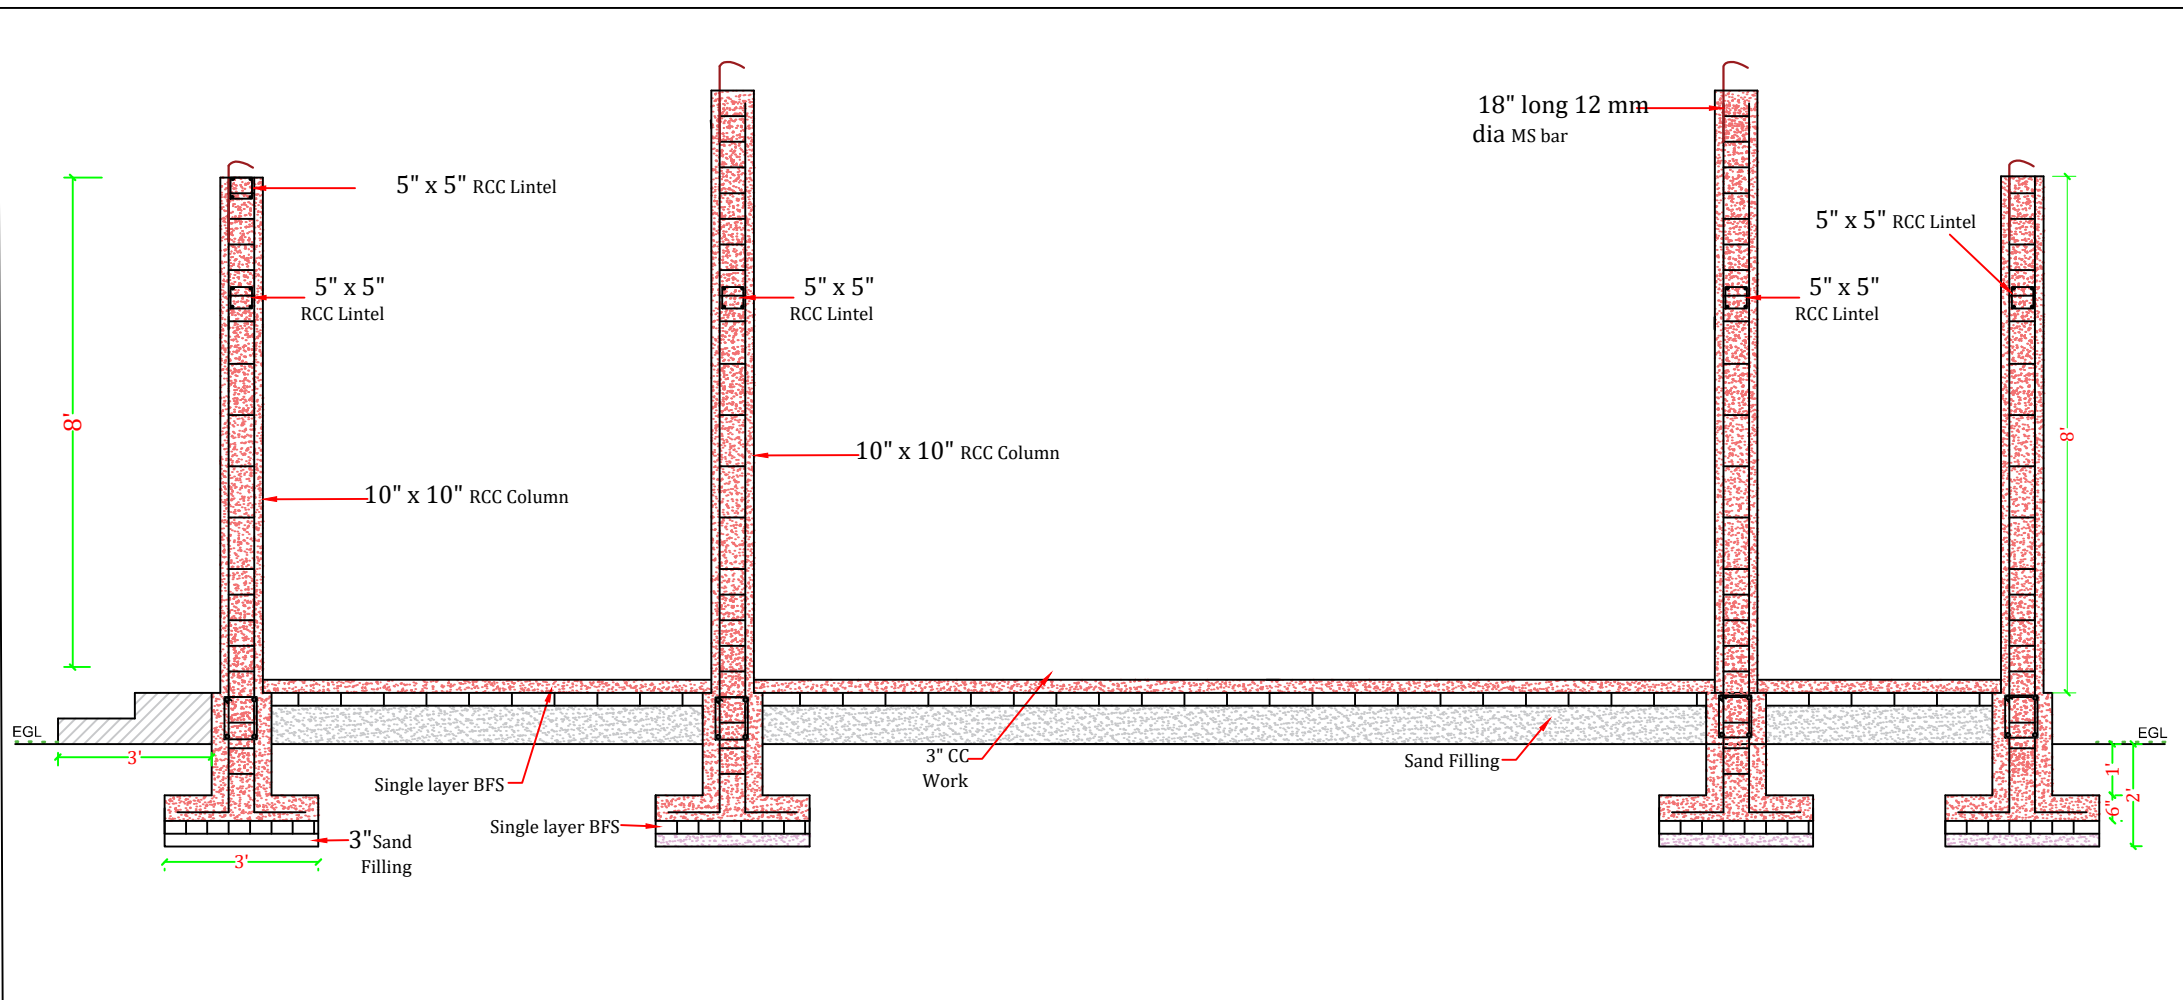 18" long 12 mm
dia MS bar
5" x 5" RCC Lintel
5" x 5" RCC Lintel
5" x 5"
RCC Lintel
5" x 5"
RCC Lintel
5" x 5"
RCC Lintel
8'
8'
10" x 10" RCC Column
10" x 10" RCC Column
EGL
EGL
3'
3" CC
Work
Sand Filling
Single layer BFS
1'
2'
6"
Single layer BFS
3" Sand
Filling
3'